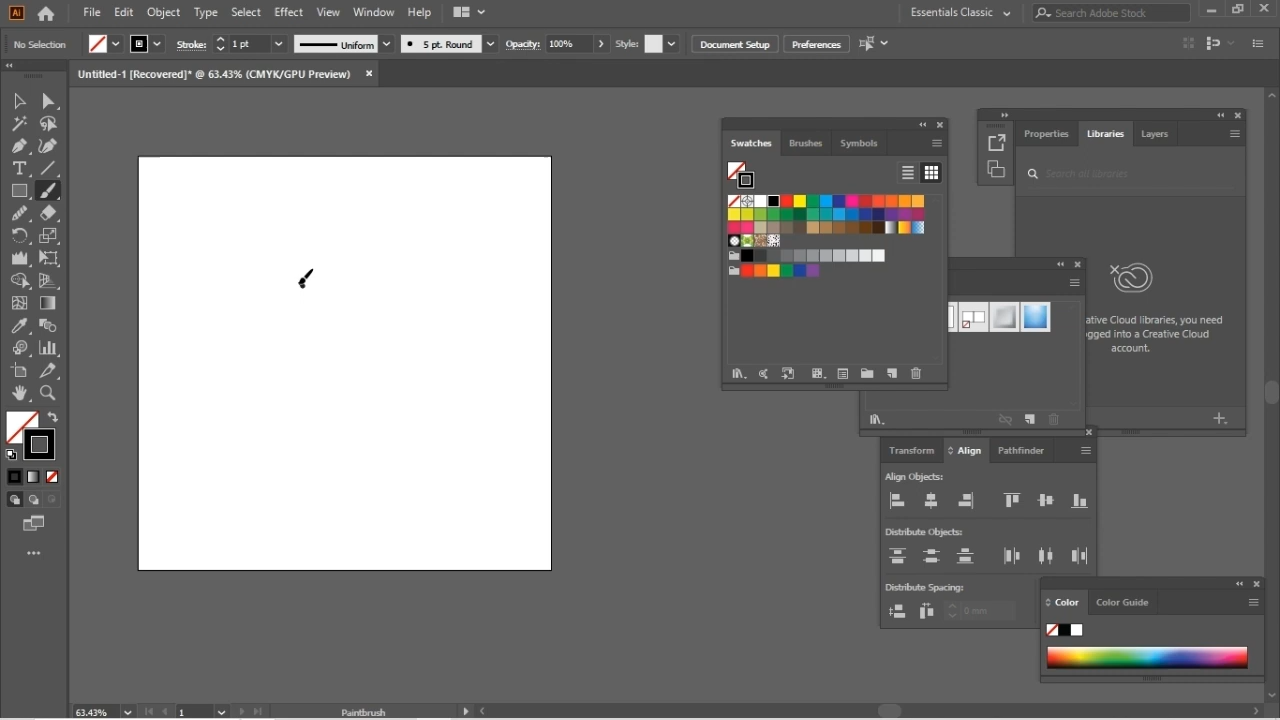 Ai File Edit Object Type Select Effect View Window Help Essentials Classic Search Adobe Stock
No Selection Stroke: 1 pt Uniform 5 pt. Round Opacity: 100% Style: Document Setup Preferences
Untitled-1 [Recovered]* @ 63.43% (CMYK/GPU Preview)
Swatches Brushes Symbols
Properties Libraries Layers
Search all libraries
ative Cloud libraries, you need
gged into a Creative Cloud
account.
Transform Align Pathfinder
Align Objects:
Distribute Objects:
Distribute Spacing:
0 mm
Color Color Guide
63.43% 1 Paintbrush